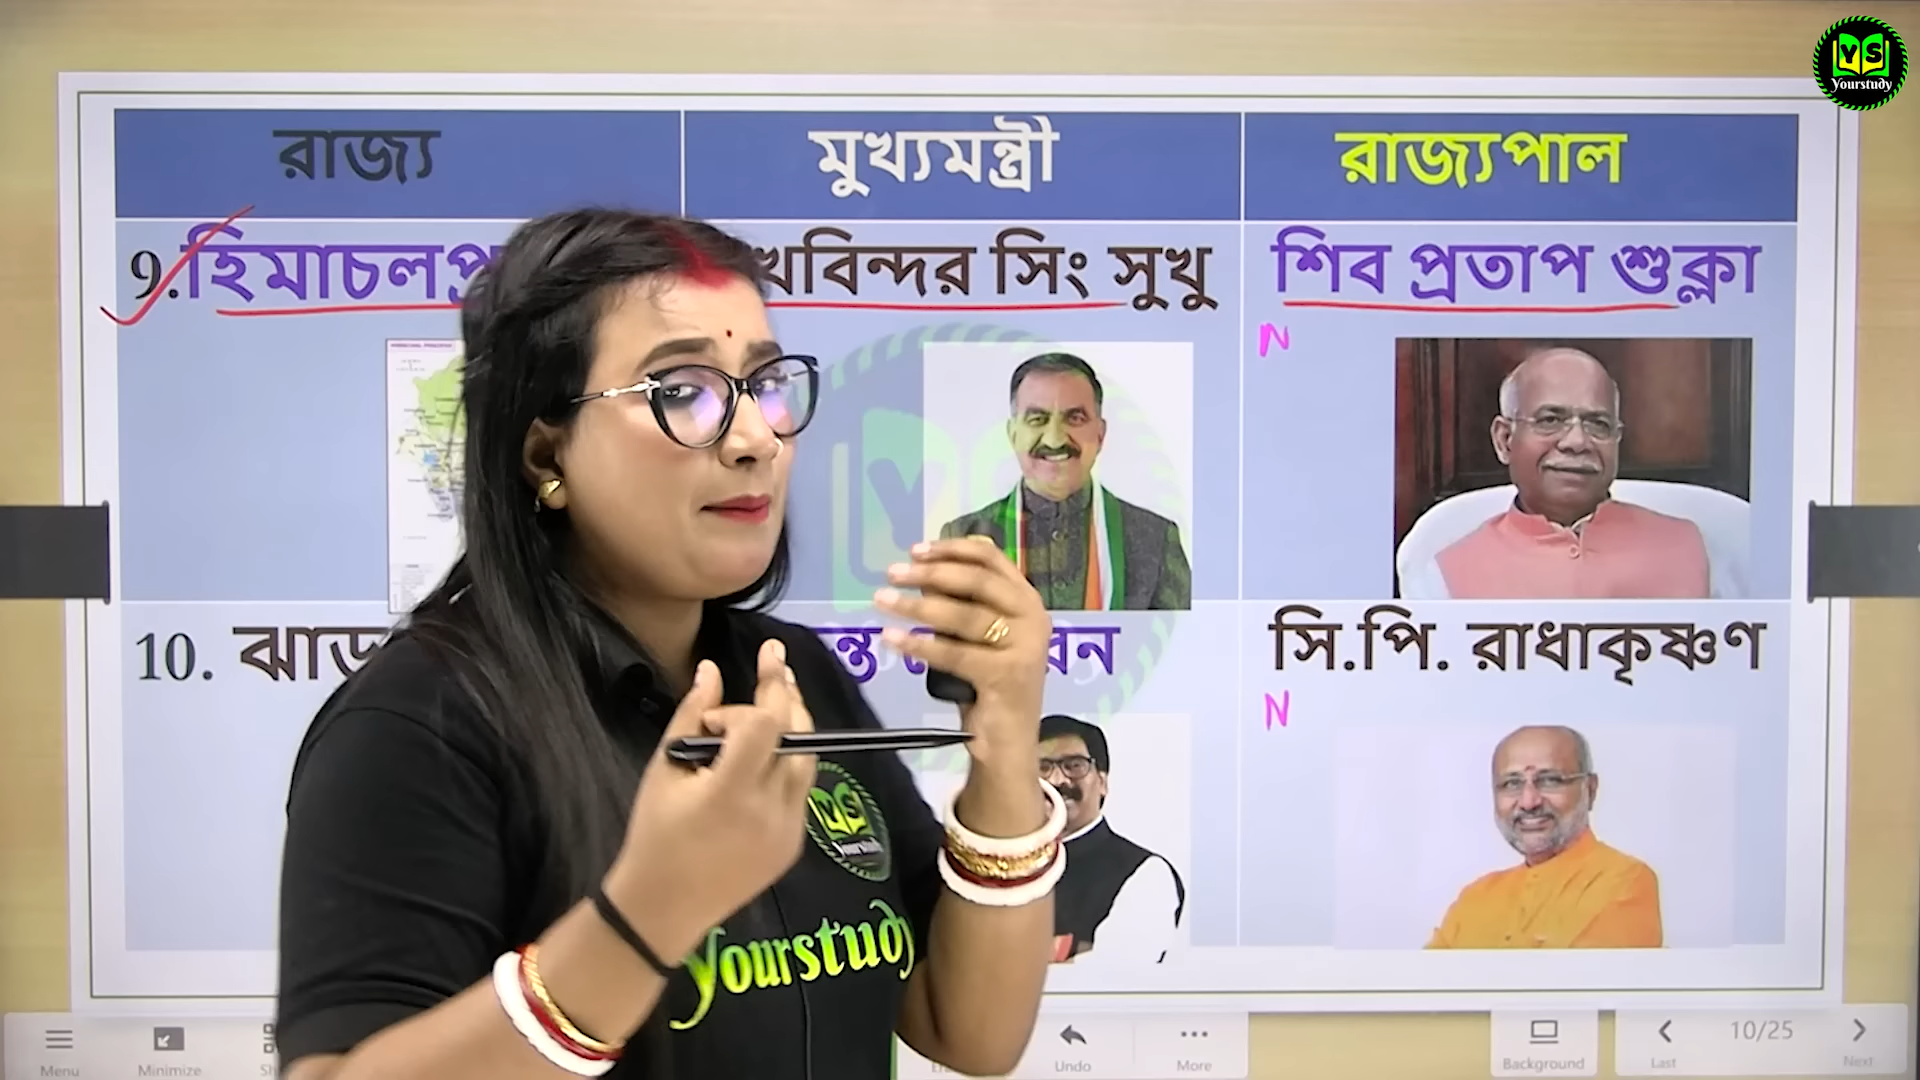 YS
Yourstudy
রাজ্য মুখ্যমন্ত্রী রাজ্যপাল
9. হিমাচলপ্র খবিন্দর সিং সুখু শিব প্রতাপ শুক্লা
N
10. ঝাড় ন্ত রেন সি.পি. রাধাকৃষ্ণণ
N
YS
Yourstudy
Yourstudy
Menu Minimize Undo More Background Last 10/25 Next